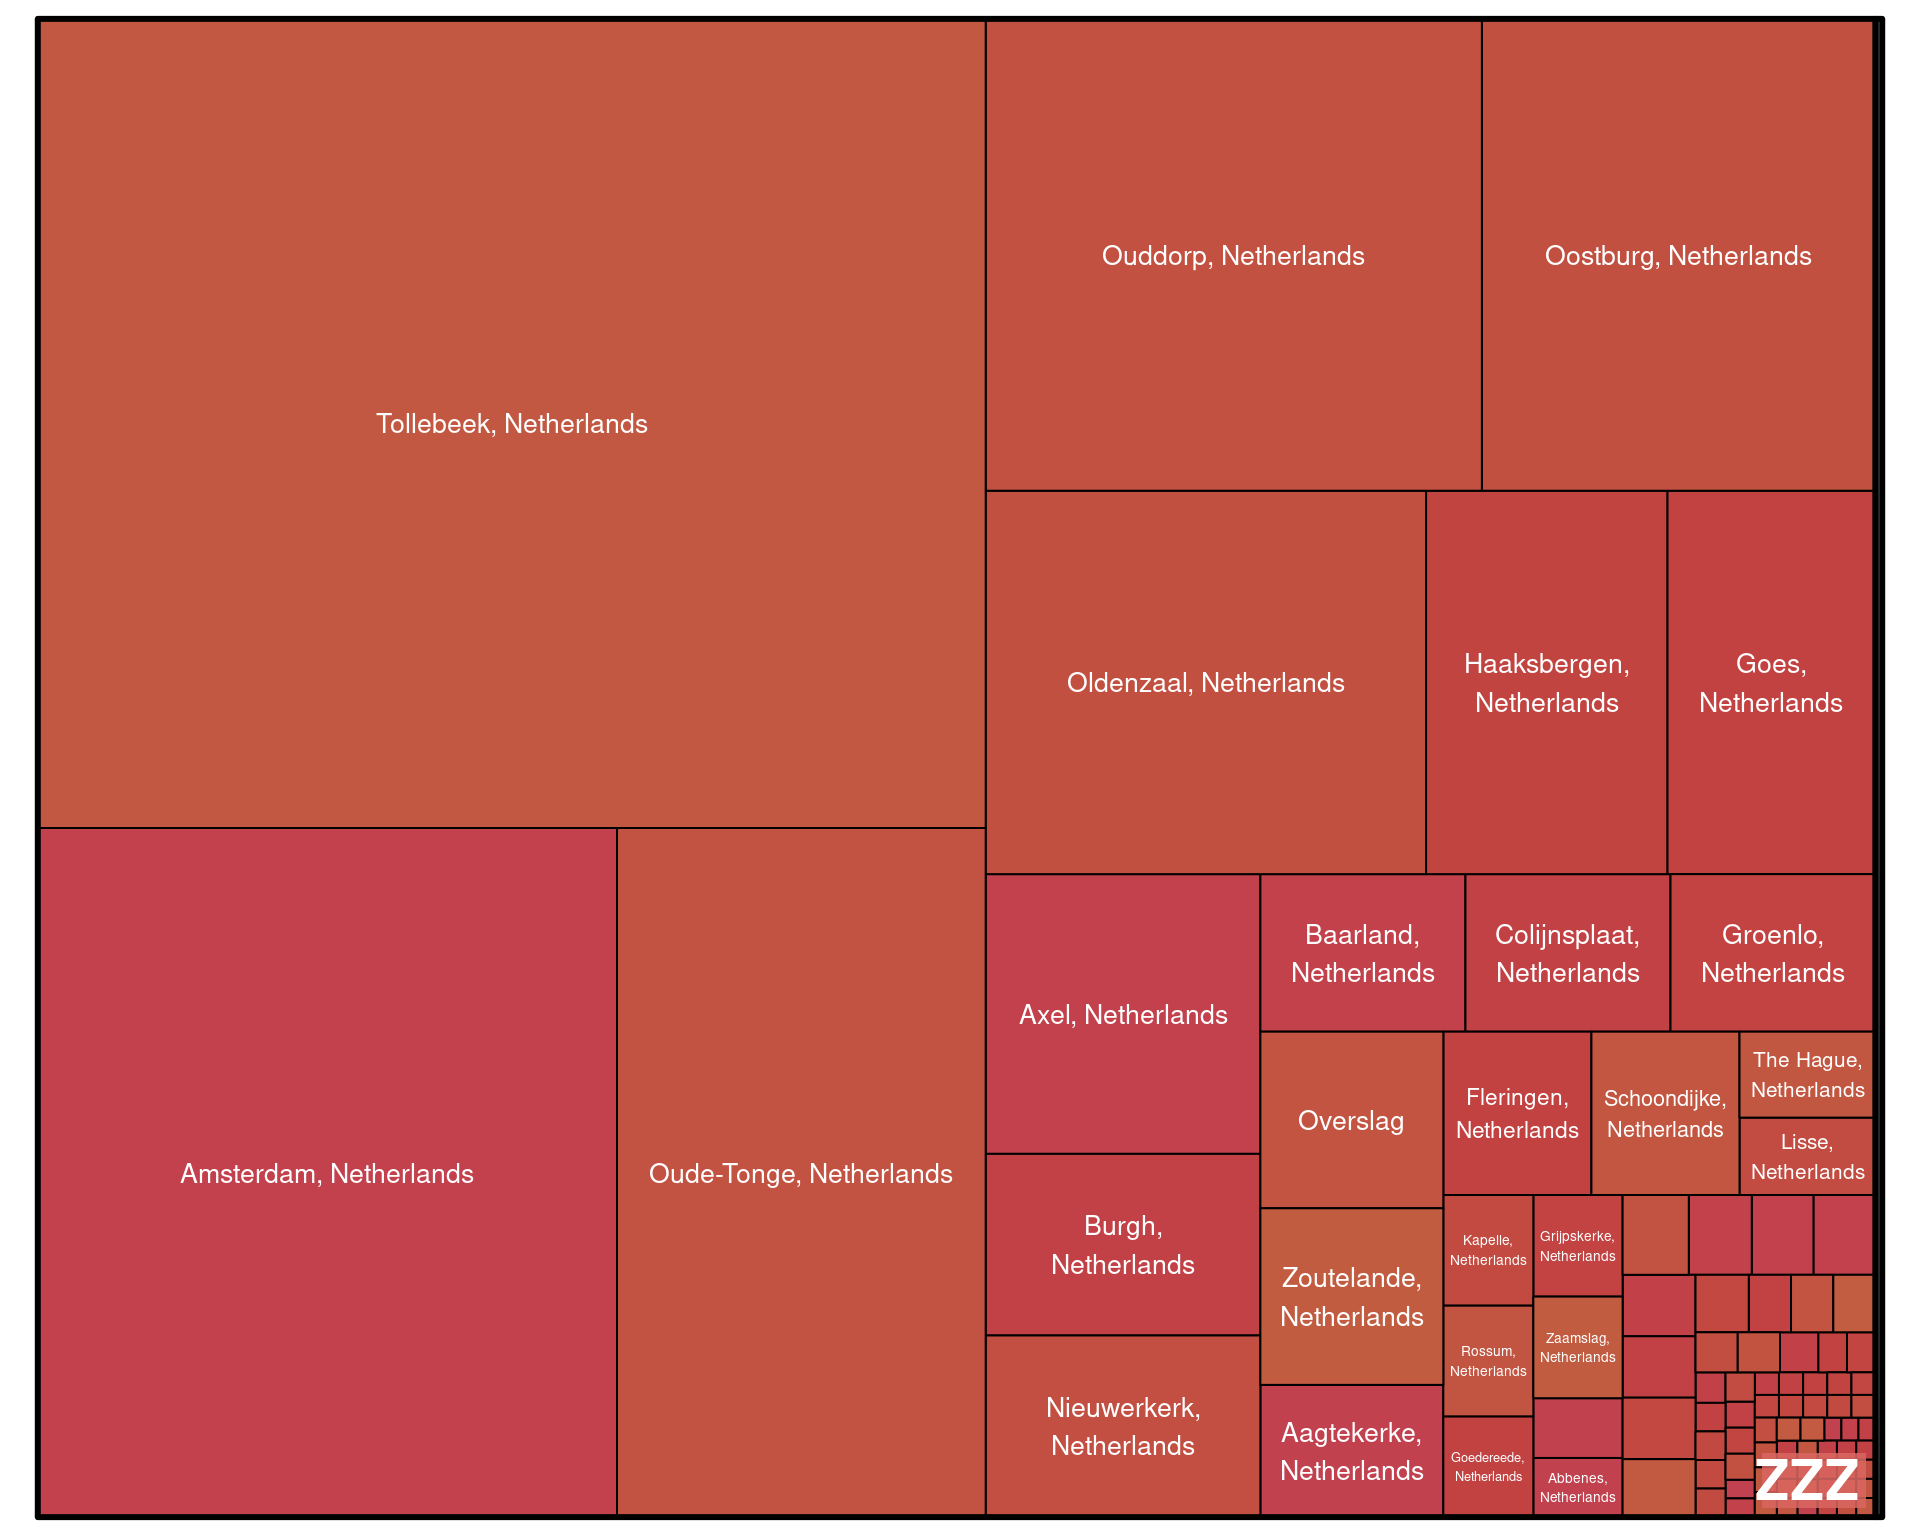 Tollebeek, Netherlands
Ouddorp, Netherlands
Oostburg, Netherlands
Oldenzaal, Netherlands
Haaksbergen,
Netherlands
Goes,
Netherlands
Amsterdam, Netherlands
Oude-Tonge, Netherlands
Axel, Netherlands
Baarland,
Netherlands
Colijnsplaat,
Netherlands
Groenlo,
Netherlands
Overslag
Fleringen,
Netherlands
Schoondijke,
Netherlands
The Hague,
Netherlands
Lisse,
Netherlands
Burgh,
Netherlands
Zoutelande,
Netherlands
Kapelle,
Netherlands
Grijpskerke,
Netherlands
Rossum,
Netherlands
Zaamslag,
Netherlands
Nieuwerkerk,
Netherlands
Aagtekerke,
Netherlands
Goedereede,
Netherlands
Abbenes,
Netherlands
ZZZ